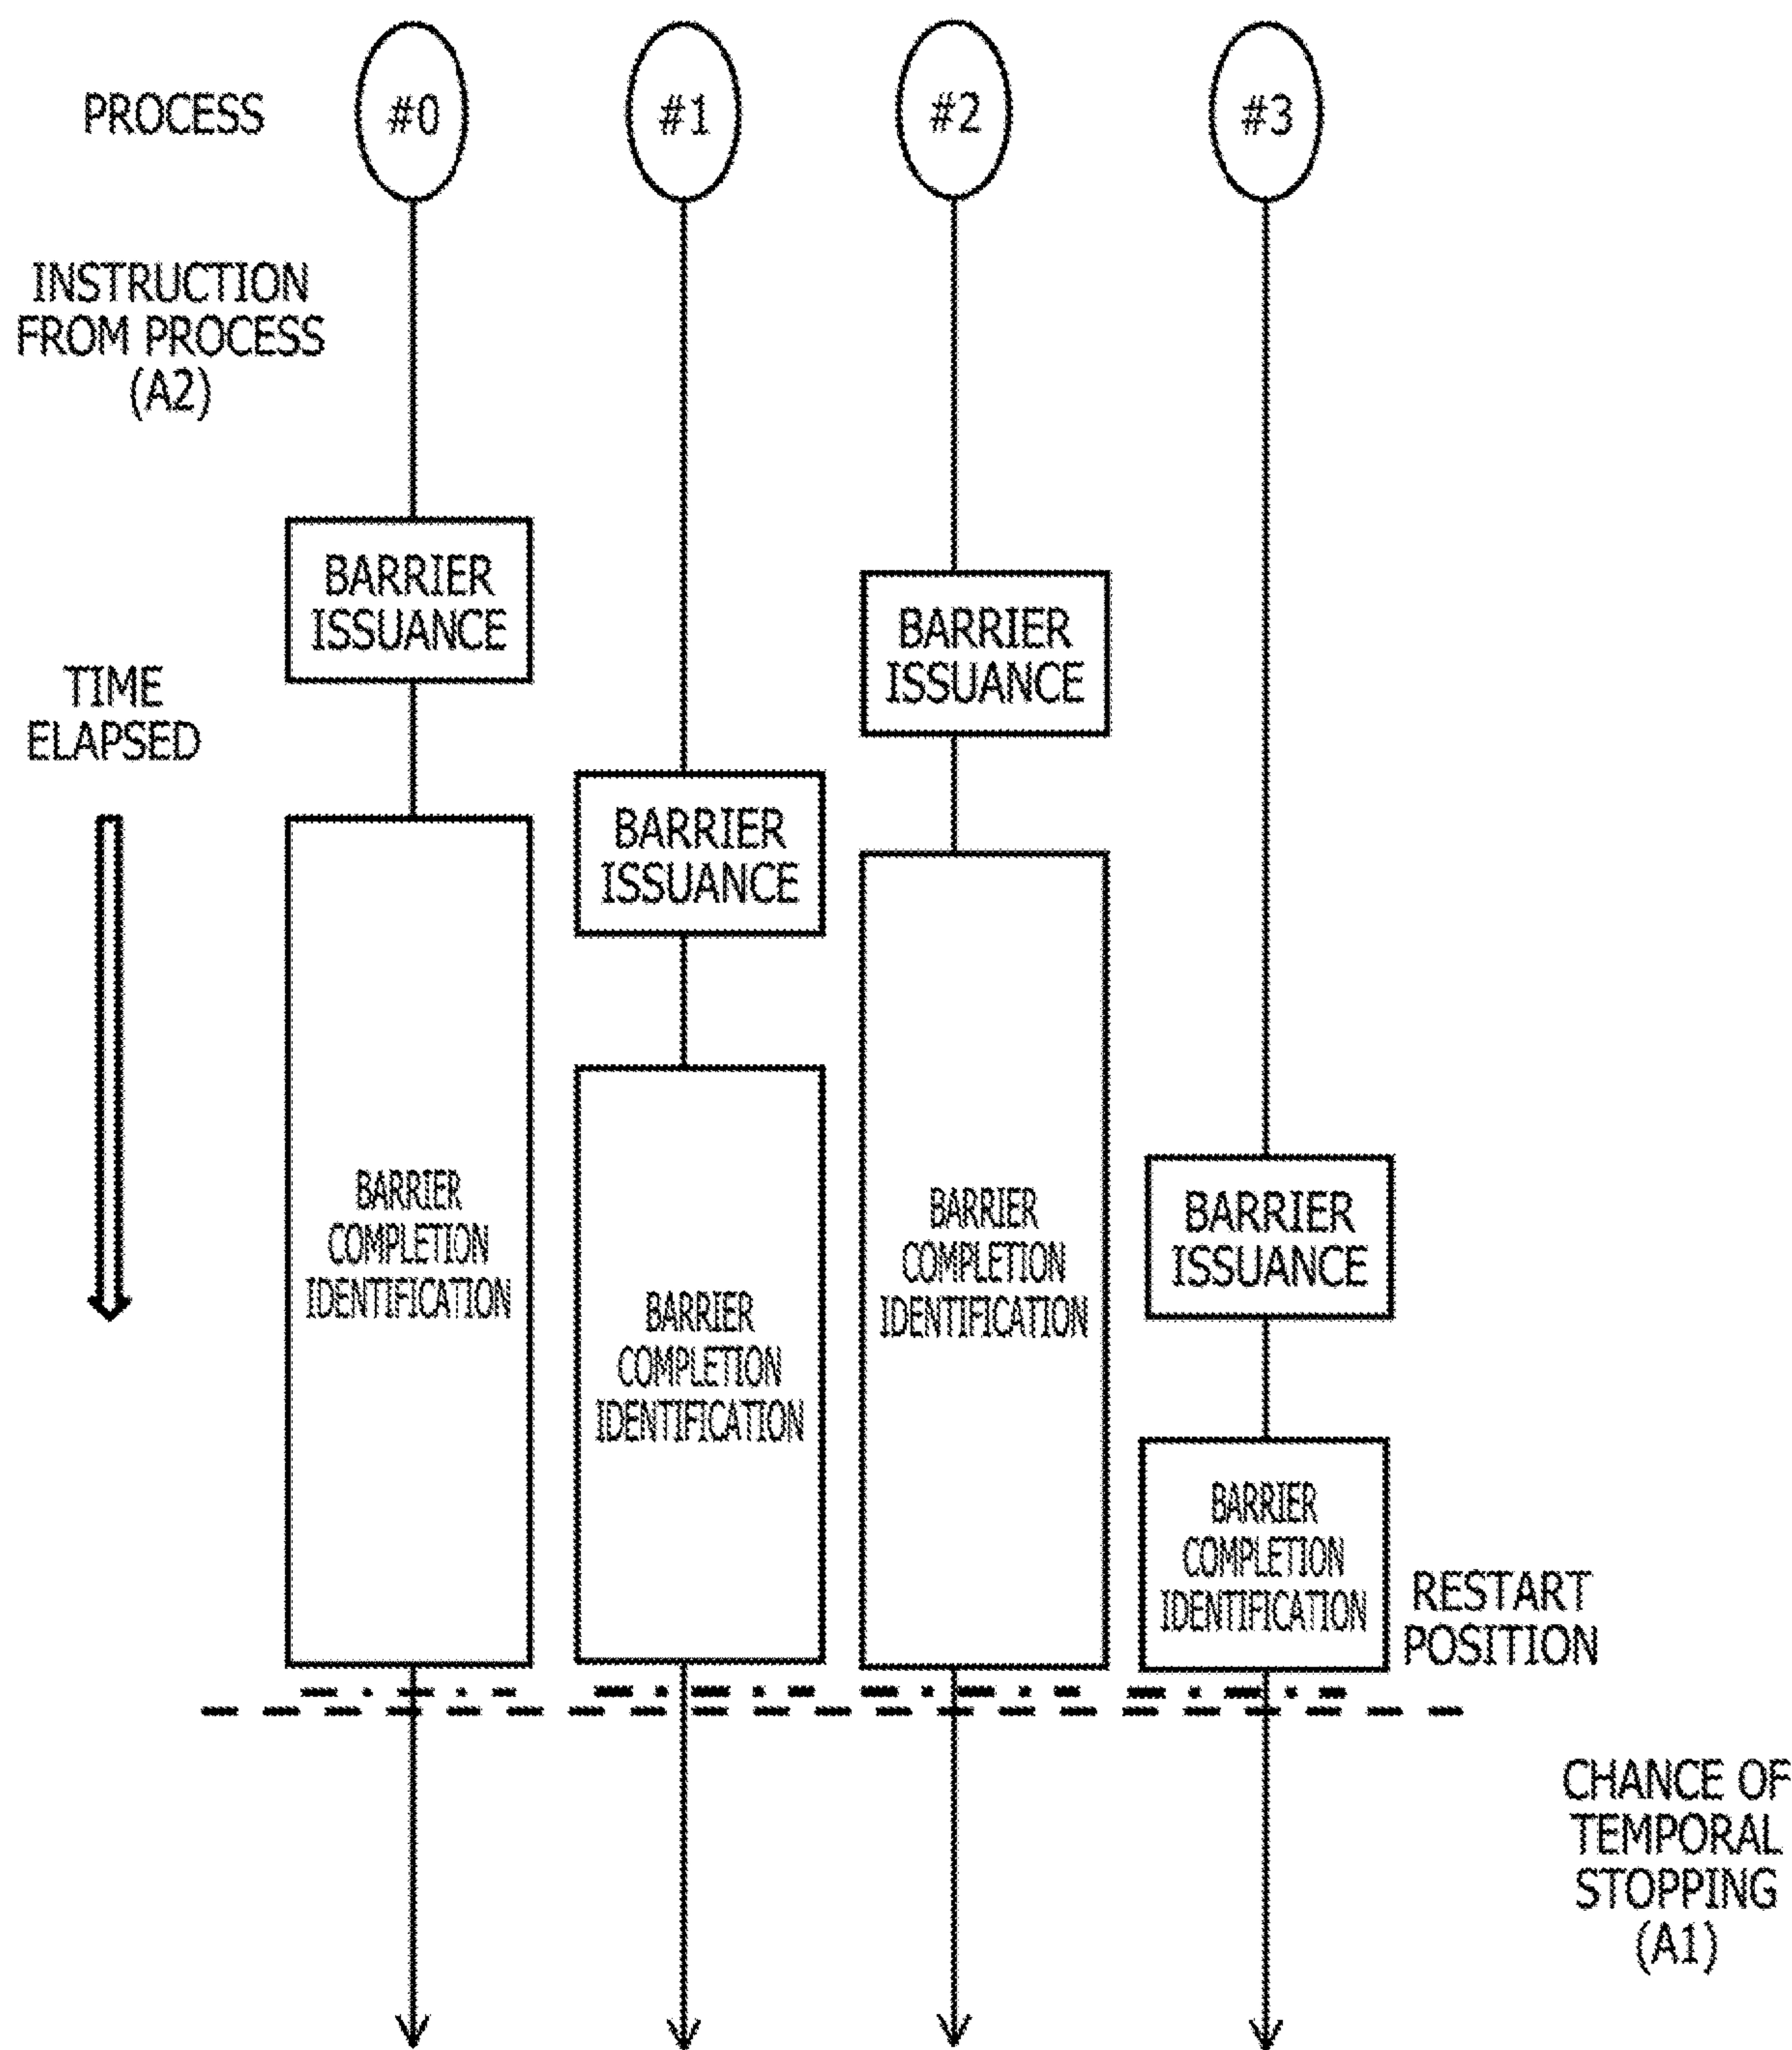 PROCESS
#0
#1
#2
#3
INSTRUCTION
FROM PROCESS
(A2)
BARRIER
ISSUANCE
BARRIER
ISSUANCE
TIME
ELAPSED
BARRIER
ISSUANCE
BARRIER
COMPLETION
IDENTIFICATION
BARRIER
COMPLETION
IDENTIFICATION
BARRIER
COMPLETION
IDENTIFICATION
BARRIER
ISSUANCE
BARRIER
COMPLETION
IDENTIFICATION
RESTART
POSITION
CHANCE OF
TEMPORAL
STOPPING
(A1)